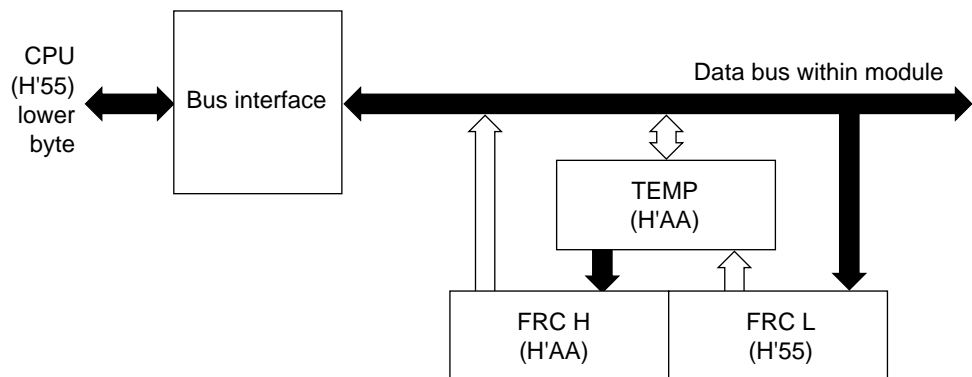 CPU
(H'55)
lower
byte
Bus interface
Data bus within module
TEMP
(H'AA)
FRC H
(H'AA)
FRC L
(H'55)